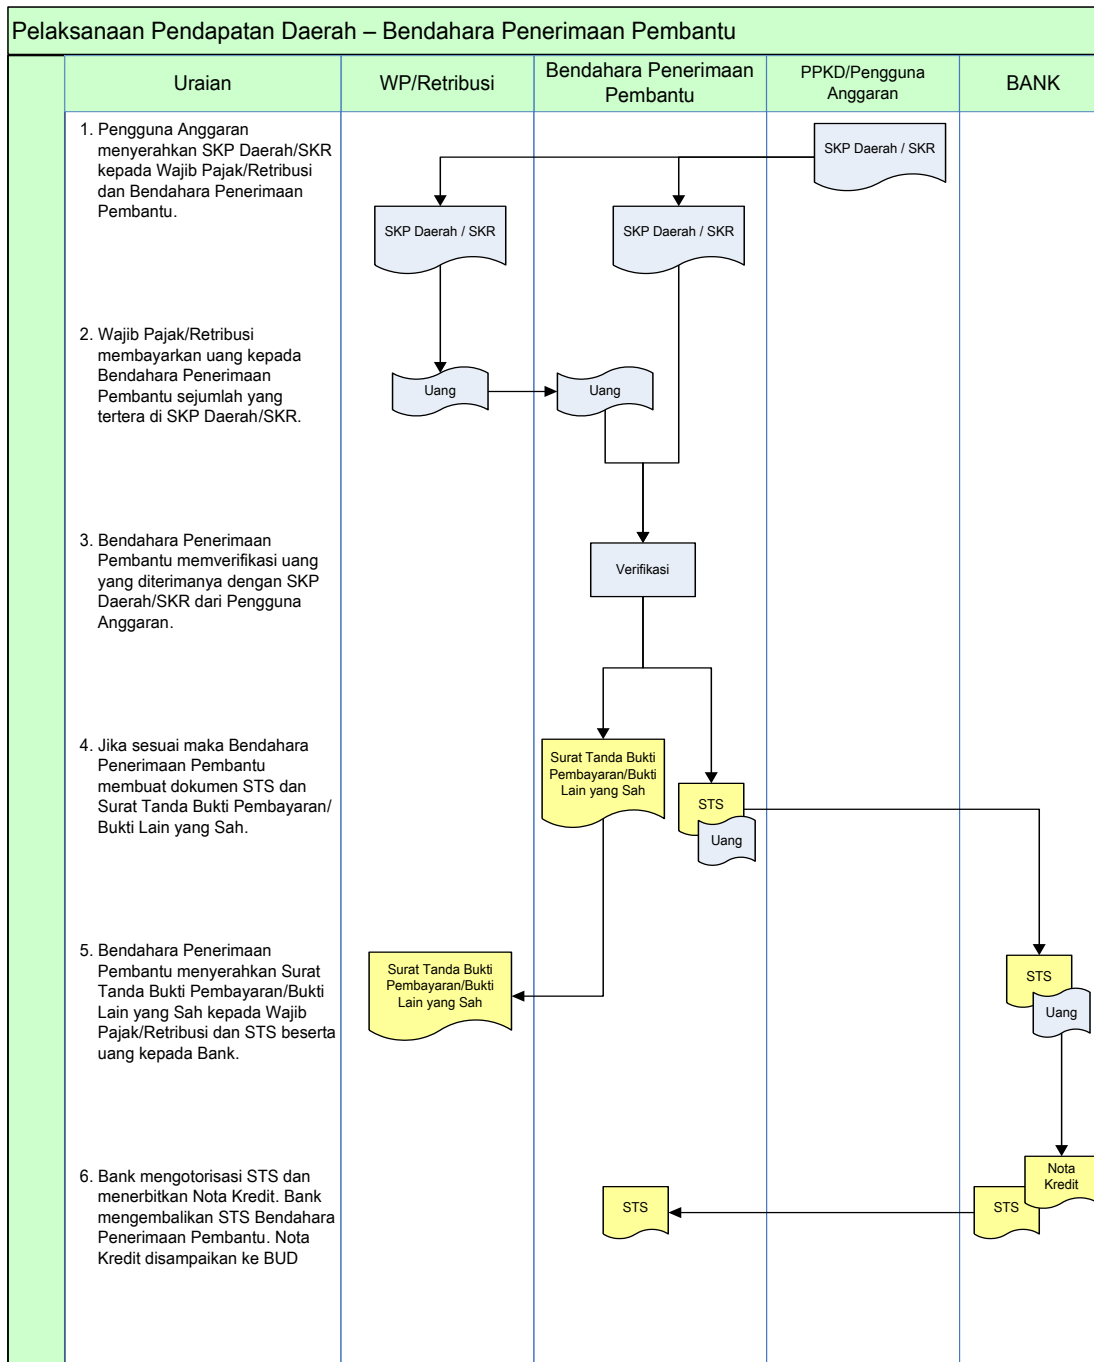 Pelaksanaan Pendapatan Daerah – Bendahara Penerimaan Pembantu
Uraian
WP/Retribusi
Bendahara Penerimaan
Pembantu
PPKD/Pengguna
Anggaran
BANK
1. Pengguna Anggaran
menyerahkan SKP Daerah/SKR
kepada Wajib Pajak/Retribusi
dan Bendahara Penerimaan
Pembantu.
SKP Daerah / SKR
SKP Daerah / SKR
SKP Daerah / SKR
2. Wajib Pajak/Retribusi
membayarkan uang kepada
Bendahara Penerimaan
Pembantu sejumlah yang
tertera di SKP Daerah/SKR.
Uang
Uang
3. Bendahara Penerimaan
Pembantu memverifikasi uang
yang diterimanya dengan SKP
Daerah/SKR dari Pengguna
Anggaran.
Verifikasi
4. Jika sesuai maka Bendahara
Penerimaan Pembantu
membuat dokumen STS dan
Surat Tanda Bukti Pembayaran/
Bukti Lain yang Sah.
Surat Tanda Bukti
Pembayaran/Bukti
Lain yang Sah
STS
Uang
5. Bendahara Penerimaan
Pembantu menyerahkan Surat
Tanda Bukti Pembayaran/Bukti
Lain yang Sah kepada Wajib
Pajak/Retribusi dan STS beserta
uang kepada Bank.
Surat Tanda Bukti
Pembayaran/Bukti
Lain yang Sah
STS
Uang
6. Bank mengotorisasi STS dan
menerbitkan Nota Kredit. Bank
mengembalikan STS Bendahara
Penerimaan Pembantu. Nota
Kredit disampaikan ke BUD
STS
STS
Nota
Kredit